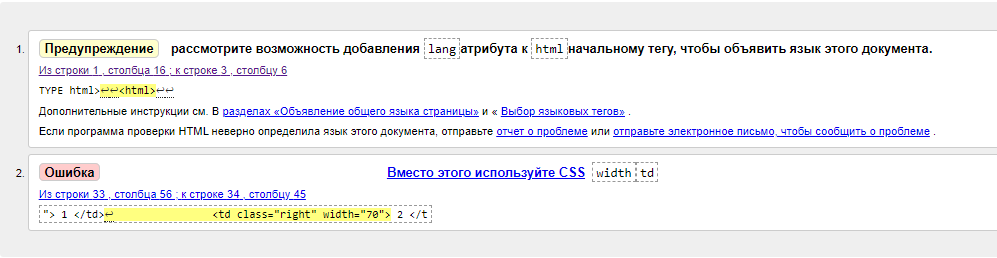 1. Предупреждение рассмотрите возможность добавления lang атрибута к html начальному тегу, чтобы объявить язык этого документа.
Из строки 1 , столбца 16 ; к строке 3 , столбцу 6
TYPE html>↩↩<html>↩↩
Дополнительные инструкции см. В разделах «Объявление общего языка страницы» и « Выбор языковых тегов» .
Если программа проверки HTML неверно определила язык этого документа, отправьте отчет о проблеме или отправьте электронное письмо, чтобы сообщить о проблеме .
2. Ошибка Вместо этого используйте CSS width td
Из строки 33 , столбца 56 ; к строке 34 , столбцу 45
"> 1 </td>↩ <td class="right" width="70"> 2 </t